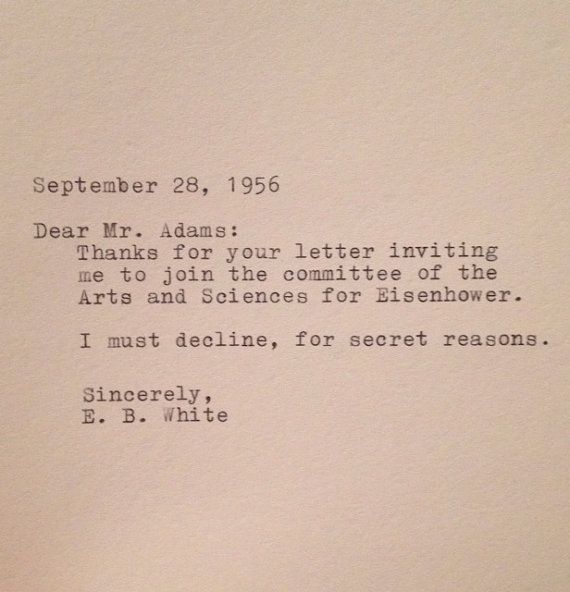 September 28, 1956
Dear Mr. Adams:
Thanks for your letter inviting
me to join the committee of the
Arts and Sciences for Eisenhower.
I must decline, for secret reasons.
Sincerely,
E. B. White